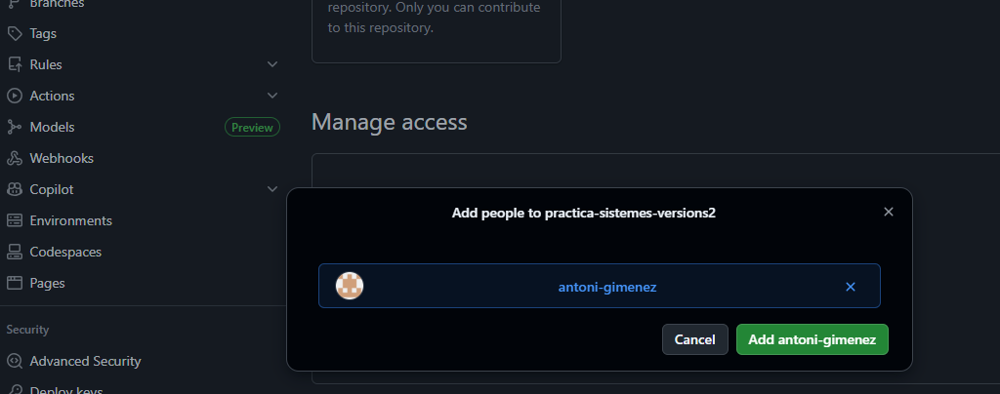 Branches
Tags
Rules
Actions
Models
Preview
Webhooks
Copilot
Environments
Codespaces
Pages
Security
Advanced Security
Deploy keys
repository. Only you can contribute
to this repository.
Manage access
Add people to practica-sistemes-versions2
antoni-gimenez
Cancel
Add antoni-gimenez